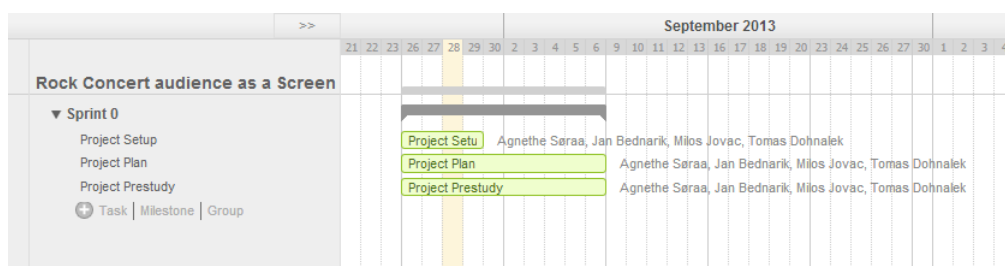 >>
September 2013
21 22 23 26 27 28 29 30 2 3 4 5 6 9 10 11 12 13 16 17 18 19 20 23 24 25 26 27 30 1 2 3 4
Rock Concert audience as a Screen
▼ Sprint 0
Project Setup Project Setu Agnethe Søraa, Jan Bednarik, Milos Jovac, Tomas Dohnalek
Project Plan Project Plan Agnethe Søraa, Jan Bednarik, Milos Jovac, Tomas Dohnalek
Project Prestudy Project Prestudy Agnethe Søraa, Jan Bednarik, Milos Jovac, Tomas Dohnalek
Task | Milestone | Group